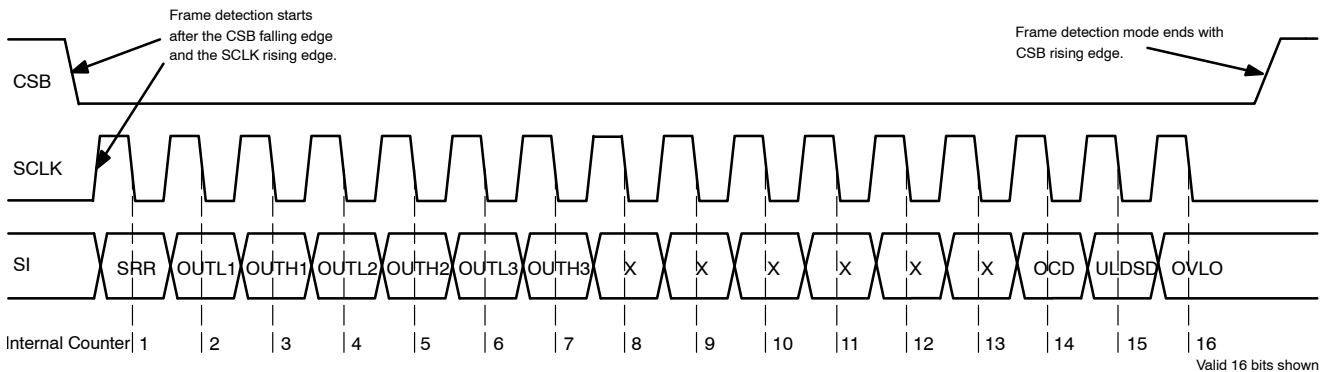 Frame detection starts
after the CSB falling edge
and the SCLK rising edge.
Frame detection mode ends with
CSB rising edge.
CSB
SCLK
SI SRR OUTL1 OUTH1 OUTL2 OUTH2 OUTL3 OUTH3 X X X X X X OCD ULDSD OVLO
Internal Counter 1 2 3 4 5 6 7 8 9 10 11 12 13 14 15 16
Valid 16 bits shown